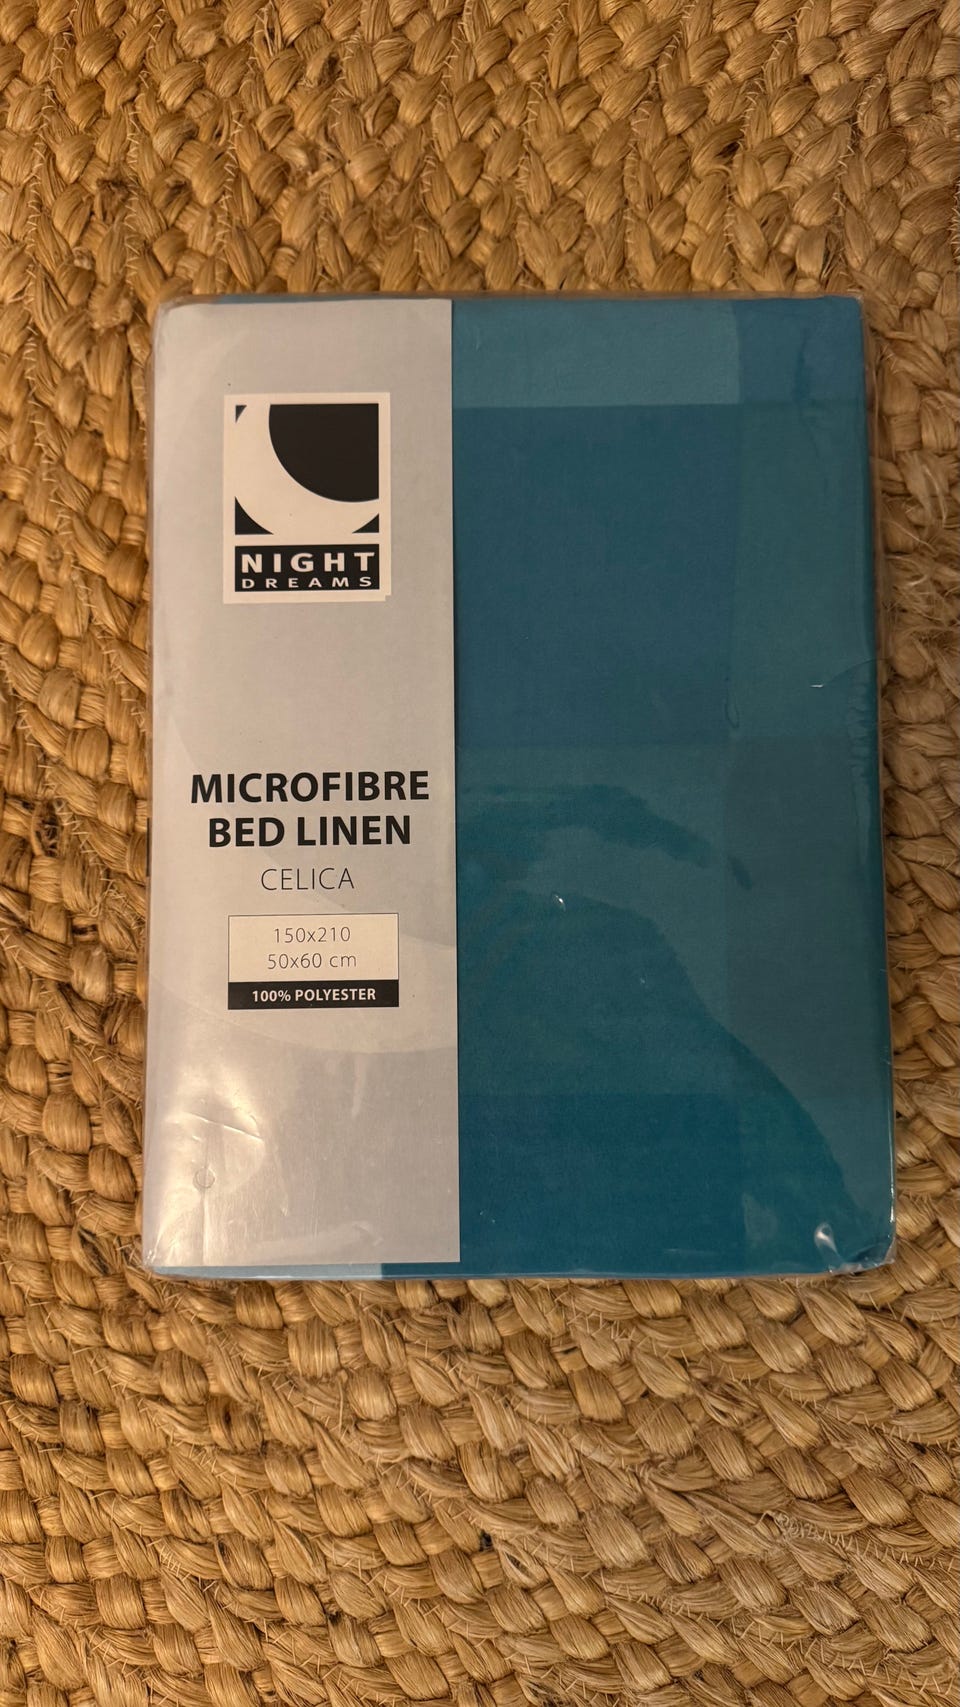 NIGHT
DREAMS
MICROFIBRE
BED LINEN
CELICA
150x210
50x60 cm
100% POLYESTER